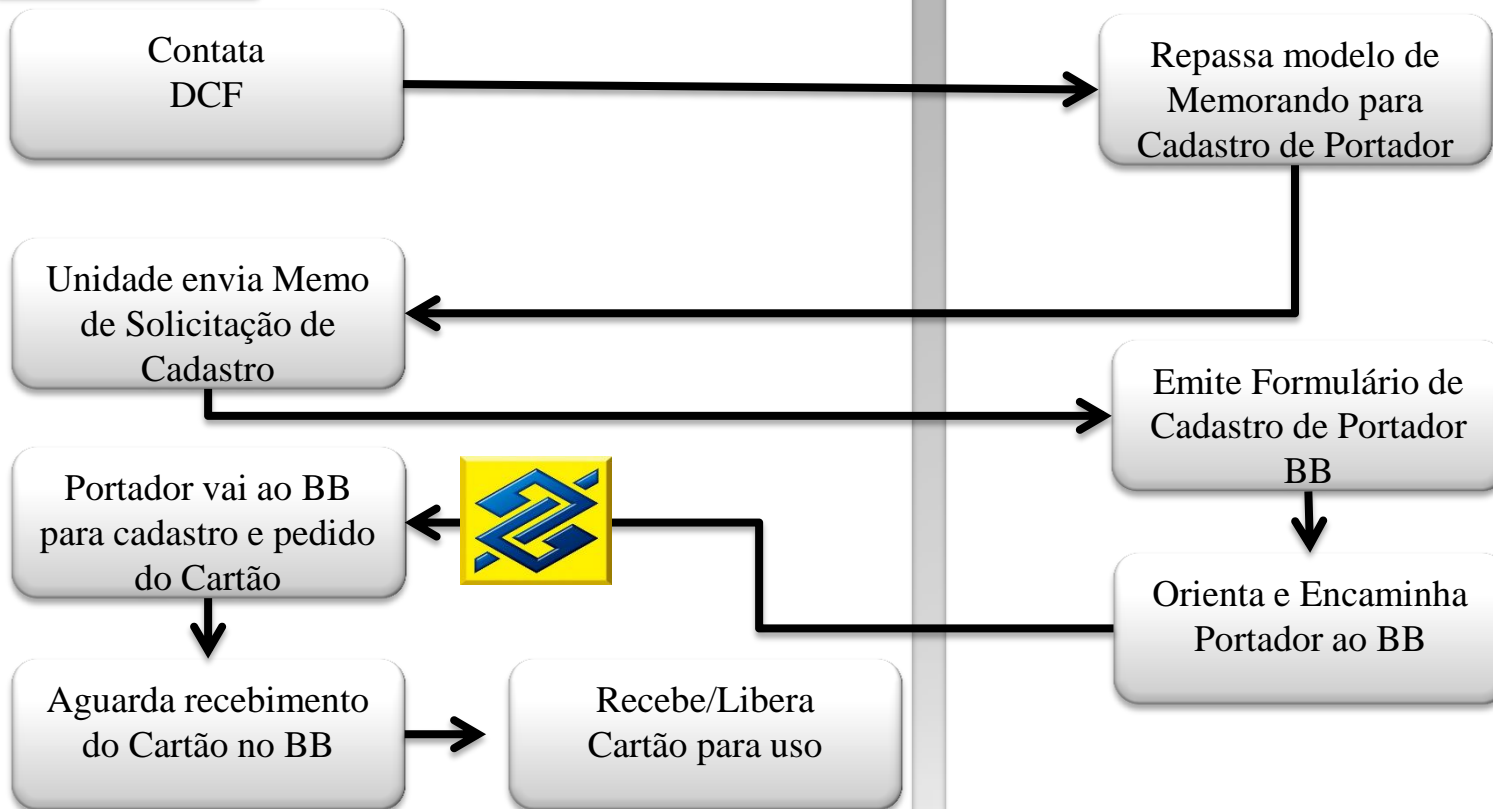 Contata
DCF
Repassa modelo de
Memorando para
Cadastro de Portador
Unidade envia Memo
de Solicitação de
Cadastro
Emite Formulário de
Cadastro de Portador
BB
Portador vai ao BB
para cadastro e pedido
do Cartão
Orienta e Encaminha
Portador ao BB
Aguarda recebimento
do Cartão no BB
Recebe/Libera
Cartão para uso